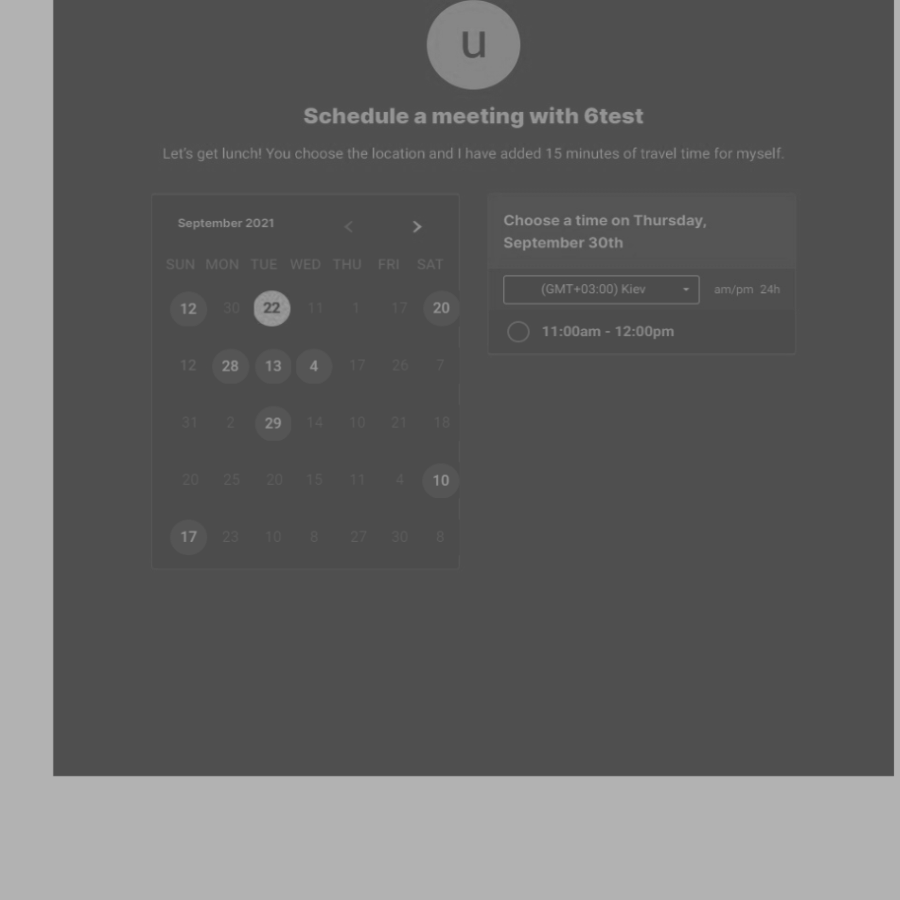 u
Schedule a meeting with 6test
Let's get lunch! You choose the location and I have added 15 minutes of travel time for myself.
September 2021 < >
SUN MON TUE WED THU FRI SAT
12 30 22 11 1 17 20
12 28 13 4 17 26 7
31 2 29 14 10 21 18
20 25 20 15 11 4 10
17 23 10 8 27 30 8
Choose a time on Thursday,
September 30th
(GMT+03:00) Kiev am/pm 24h
11:00am - 12:00pm